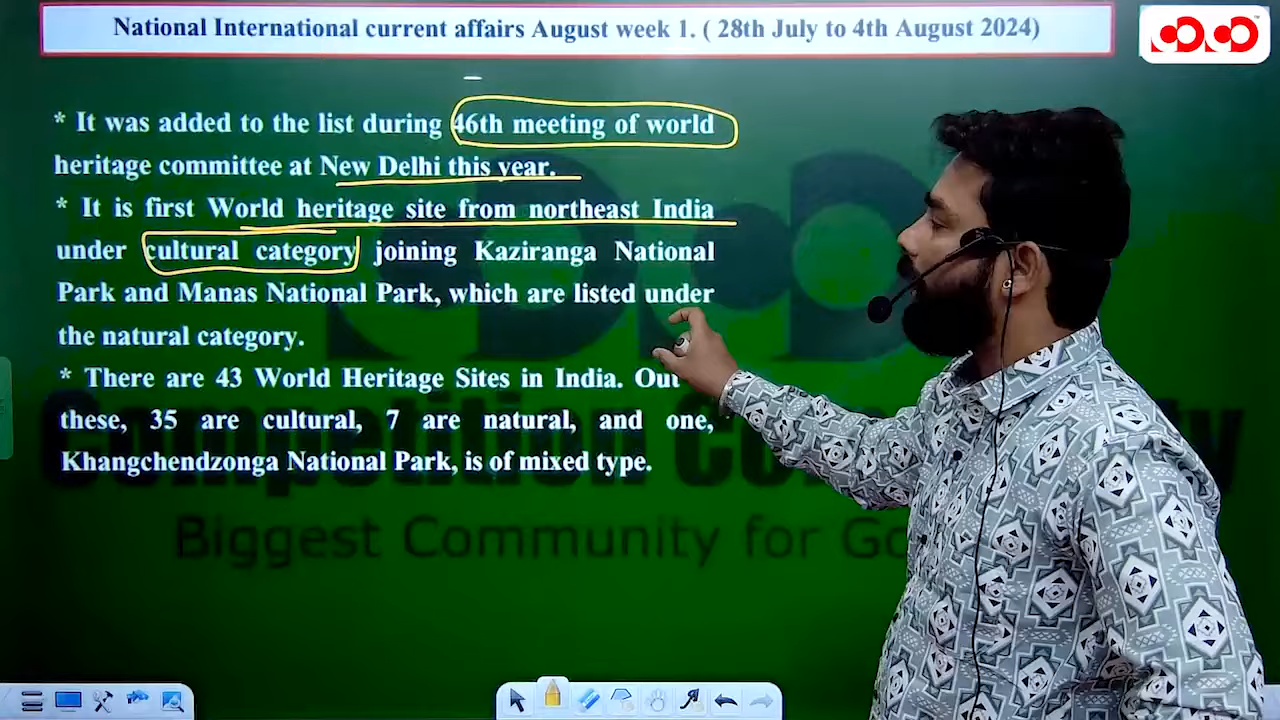 National International current affairs August week 1. ( 28th July to 4th August 2024)
* It was added to the list during 46th meeting of world
heritage committee at New Delhi this year.
* It is first World heritage site from northeast India
under cultural category joining Kaziranga National
Park and Manas National Park, which are listed under
the natural category.
* There are 43 World Heritage Sites in India. Out
these, 35 are cultural, 7 are natural, and one,
Khangchendzonga National Park, is of mixed type.
Competition
Biggest Community for